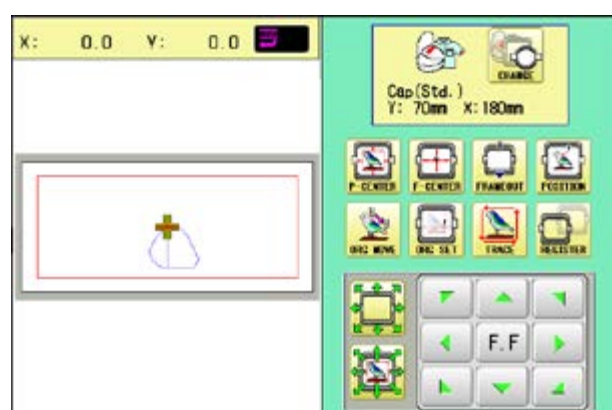 X: 0.0 Y: 0.0
CHANGE
Cap(Std.)
Y: 70mm X:180mm
P-CENTER F-CENTER FRAMEOUT POSITION
ORG MOVE ORG SET TRACE REGISTER
F.F